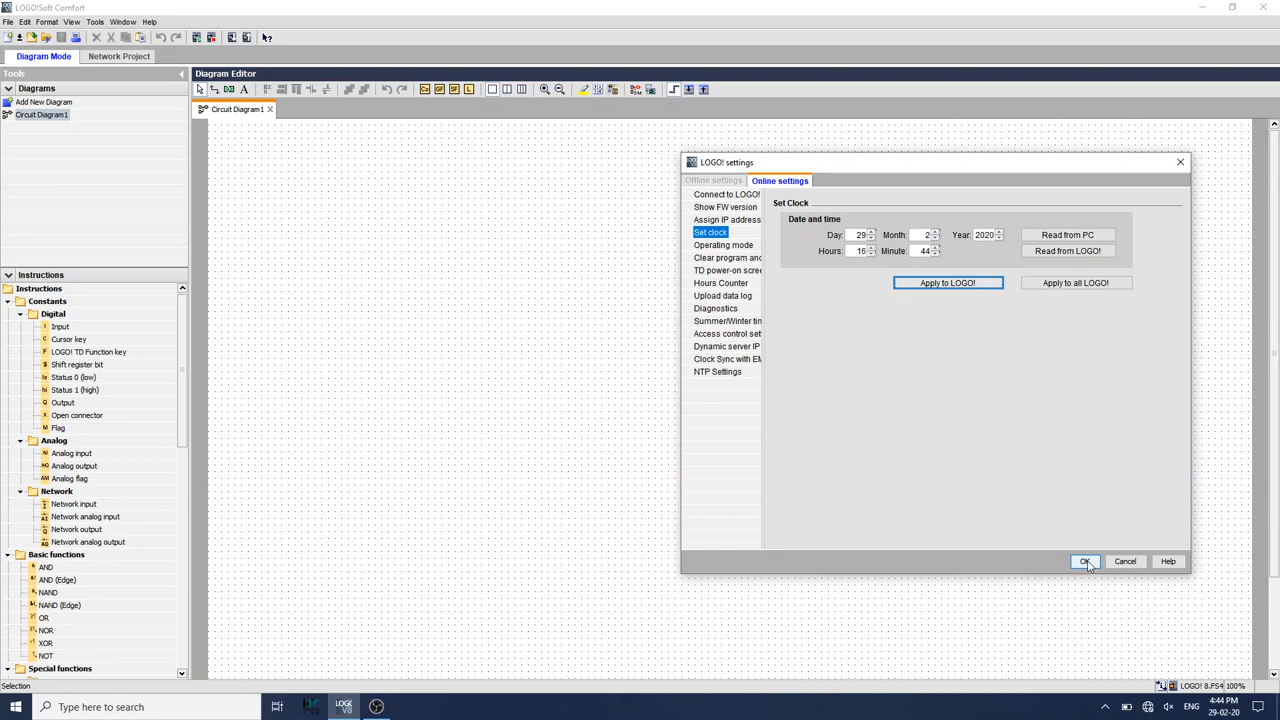 LOGO!Soft Comfort
File Edit Format View Tools Window Help
Diagram Mode Network Project
Tools
Diagrams
Add New Diagram
Circuit Diagram1
Instructions
Instructions
Constants
Digital
Input
Cursor key
LOGO! TD Function key
Shift register bit
Status 0 (low)
Status 1 (high)
Output
Open connector
Flag
Analog
Analog input
Analog output
Analog flag
Network
Network input
Network analog input
Network output
Network analog output
Basic functions
AND
AND (Edge)
NAND
NAND (Edge)
OR
NOR
XOR
NOT
Special functions
Diagram Editor
Circuit Diagram1
LOGO! settings
Offline settings Online settings
Connect to LOGO!
Show FW version
Assign IP address
Set clock
Operating mode
Clear program and
TD power-on scree
Hours Counter
Upload data log
Diagnostics
Summer/Winter tim
Access control set
Dynamic server IP
Clock Sync with EM
NTP Settings
Set Clock
Date and time
Day: 29 Month: 2 Year: 2020 Read from PC
Hours: 16 Minute: 44 Read from LOGO!
Apply to LOGO! Apply to all LOGO!
OK Cancel Help
Selection
LOGO! 8.FS4 100%
Type here to search
ENG
4:44 PM
29-02-20